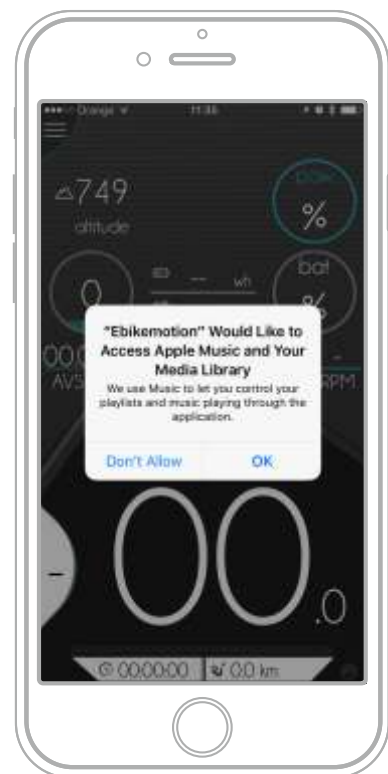 Orange 11:35
749
altitude
%
0
-- wh
bat
%
"Ebikemotion" Would Like to
Access Apple Music and Your
Media Library
We use Music to let you control your
playlists and music playing through the
application.
Don't Allow OK
AVS RPM
00.0
00:00:00 0.0 km